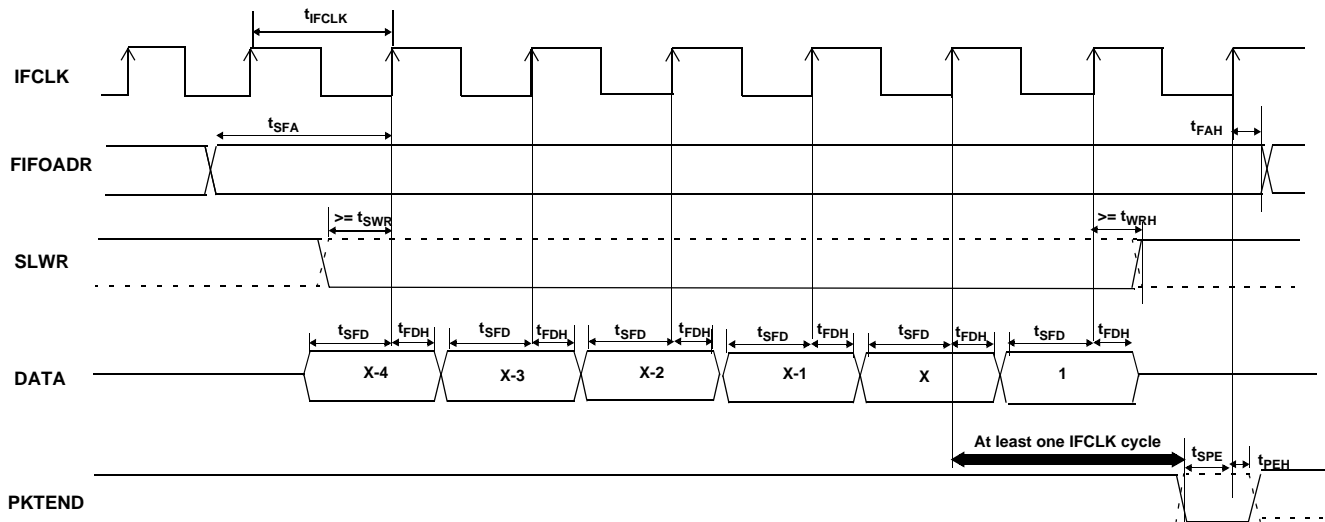 tIFCLK
IFCLK
tSFA
tFAH
FIFOADR
>= tSWR
>= tWRH
SLWR
tSFD tFDH tSFD tFDH tSFD tFDH tSFD tFDH tSFD tFDH tSFD tFDH
DATA
X-4 X-3 X-2 X-1 X 1
At least one IFCLK cycle
tSPE
tPEH
PKTEND